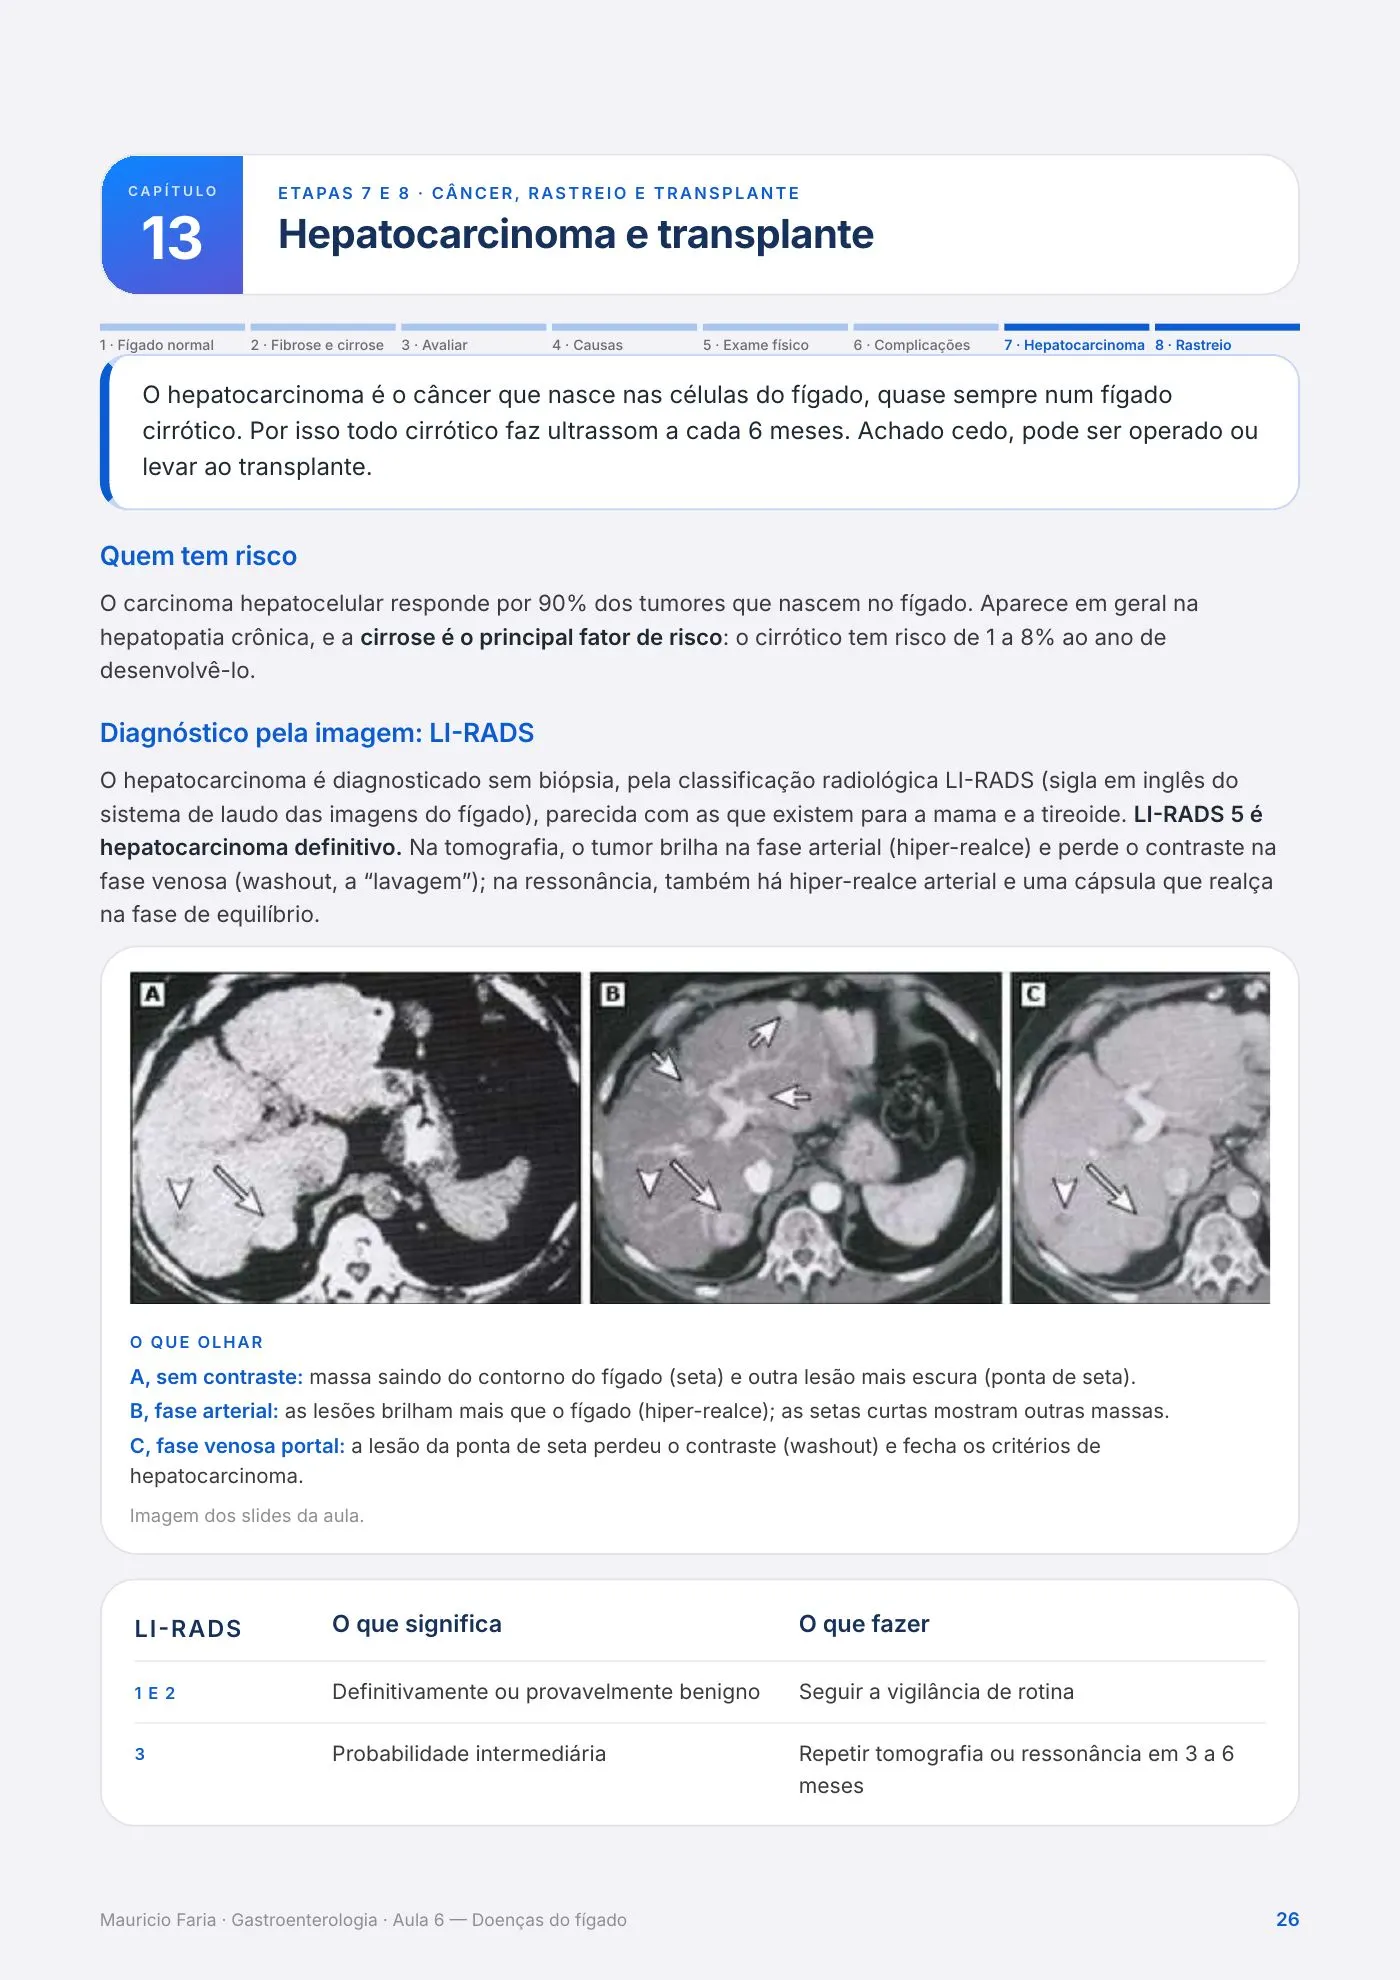 CAPÍTULO
13
ETAPAS 7 E 8 · CÂNCER, RASTREIO E TRANSPLANTE
Hepatocarcinoma e transplante
1 · Fígado normal
2 · Fibrose e cirrose
3 · Avaliar
4 · Causas
5 · Exame físico
6 · Complicações
7 · Hepatocarcinoma
8 · Rastreio
O hepatocarcinoma é o câncer que nasce nas células do fígado, quase sempre num fígado
cirrótico. Por isso todo cirrótico faz ultrassom a cada 6 meses. Achado cedo, pode ser operado ou
levar ao transplante.
Quem tem risco
O carcinoma hepatocelular responde por 90% dos tumores que nascem no fígado. Aparece em geral na
hepatopatia crônica, e a cirrose é o principal fator de risco: o cirrótico tem risco de 1 a 8% ao ano de
desenvolvê-lo.
Diagnóstico pela imagem: LI-RADS
O hepatocarcinoma é diagnosticado sem biópsia, pela classificação radiológica LI-RADS (sigla em inglês do
sistema de laudo das imagens do fígado), parecida com as que existem para a mama e a tireoide. LI-RADS 5 é
hepatocarcinoma definitivo. Na tomografia, o tumor brilha na fase arterial (hiper-realce) e perde o contraste na
fase venosa (washout, a “lavagem”); na ressonância, também há hiper-realce arterial e uma cápsula que realça
na fase de equilíbrio.
A
B
C
O QUE OLHAR
A, sem contraste: massa saindo do contorno do fígado (seta) e outra lesão mais escura (ponta de seta).
B, fase arterial: as lesões brilham mais que o fígado (hiper-realce); as setas curtas mostram outras massas.
C, fase venosa portal: a lesão da ponta de seta perdeu o contraste (washout) e fecha os critérios de
hepatocarcinoma.
Imagem dos slides da aula.
LI-RADS
O que significa
O que fazer
1 E 2
Definitivamente ou provavelmente benigno
Seguir a vigilância de rotina
3
Probabilidade intermediária
Repetir tomografia ou ressonância em 3 a 6
meses
Mauricio Faria · Gastroenterologia · Aula 6 — Doenças do fígado
26